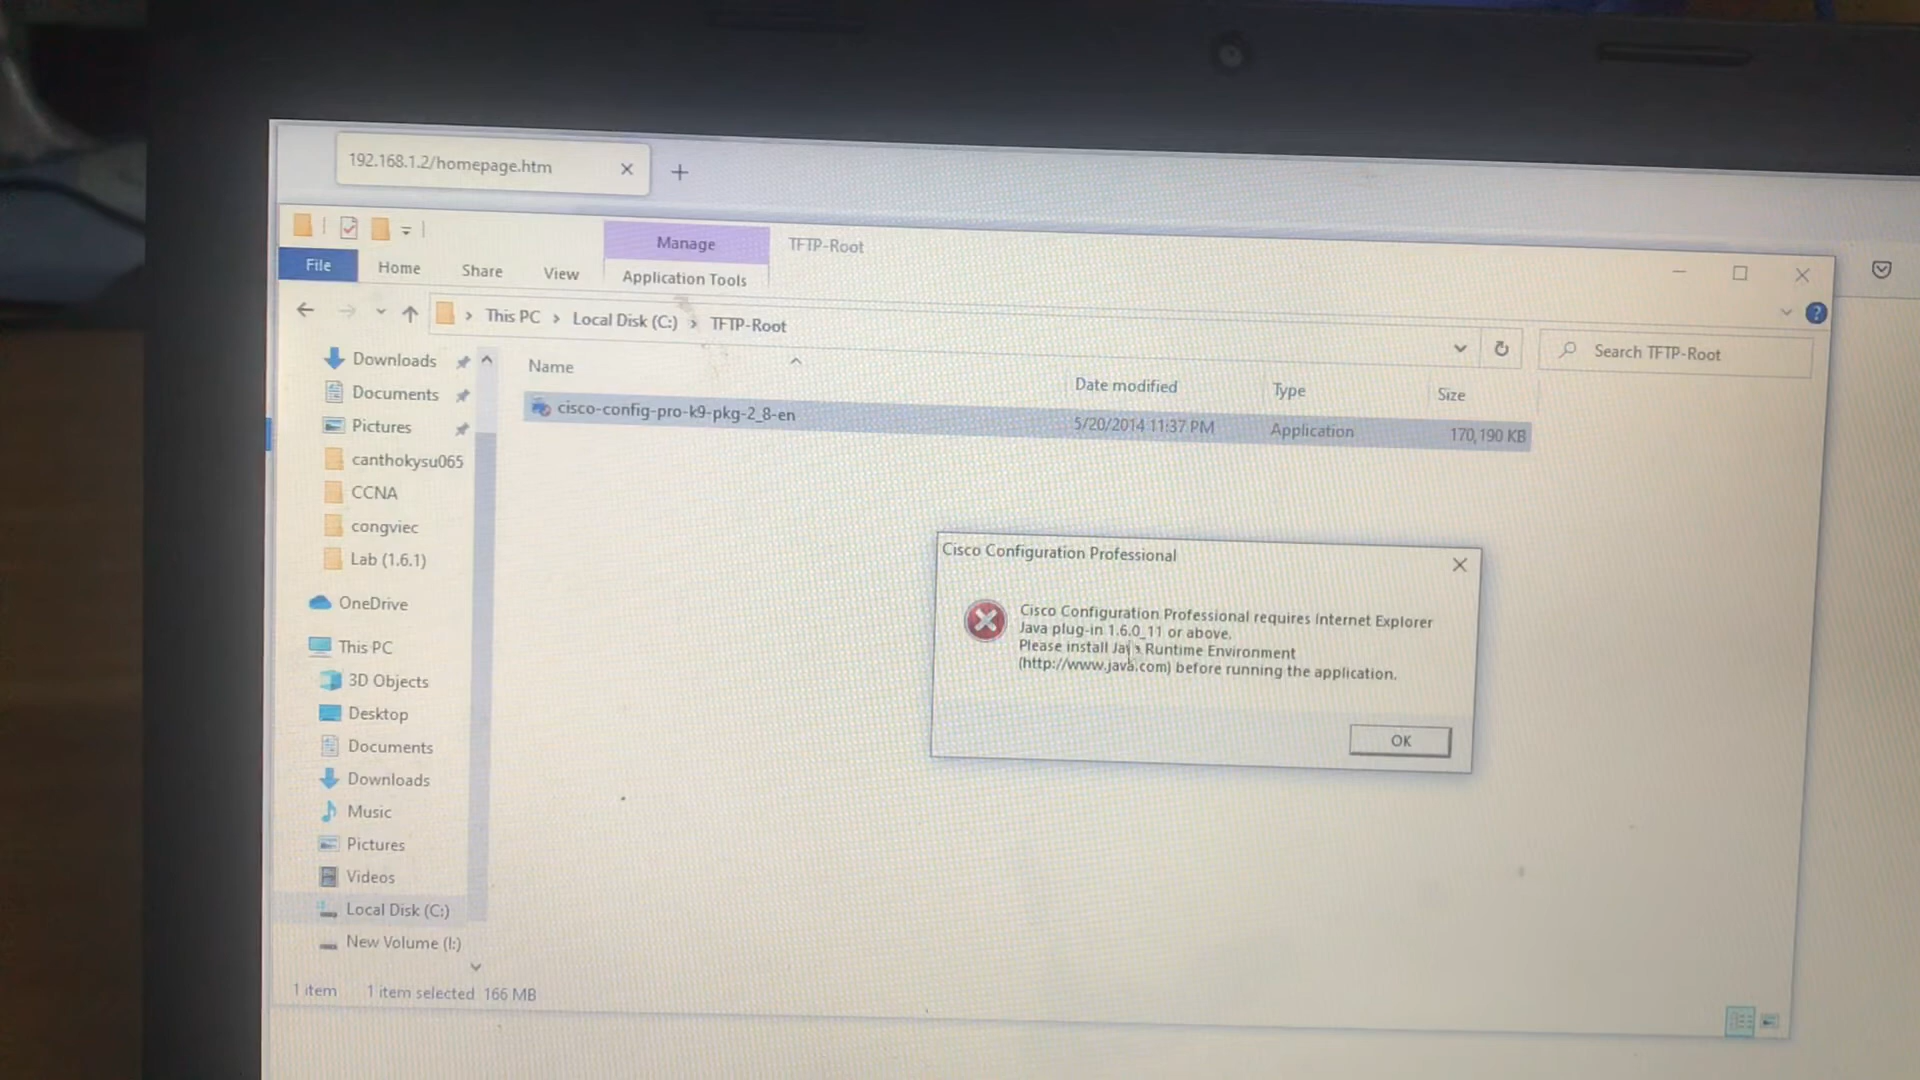 192.168.1.2/homepage.htm
Manage
TFTP-Root
File
Home
Share
View
Application Tools
This PC
Local Disk (C:)
TFTP-Root
Search TFTP-Root
Name
Date modified
Type
Size
cisco-config-pro-k9-pkg-2_8-en
5/20/2014 11:37 PM
Application
170,190 KB
Downloads
Documents
Pictures
canthokysu065
CCNA
congviec
Lab (1.6.1)
OneDrive
This PC
3D Objects
Desktop
Documents
Downloads
Music
Pictures
Videos
Local Disk (C:)
New Volume (I:)
Cisco Configuration Professional
Cisco Configuration Professional requires Internet Explorer
Java plug-in 1.6.0_11 or above.
Please install Java Runtime Environment
(http://www.java.com) before running the application.
OK
1 item
1 item selected 166 MB